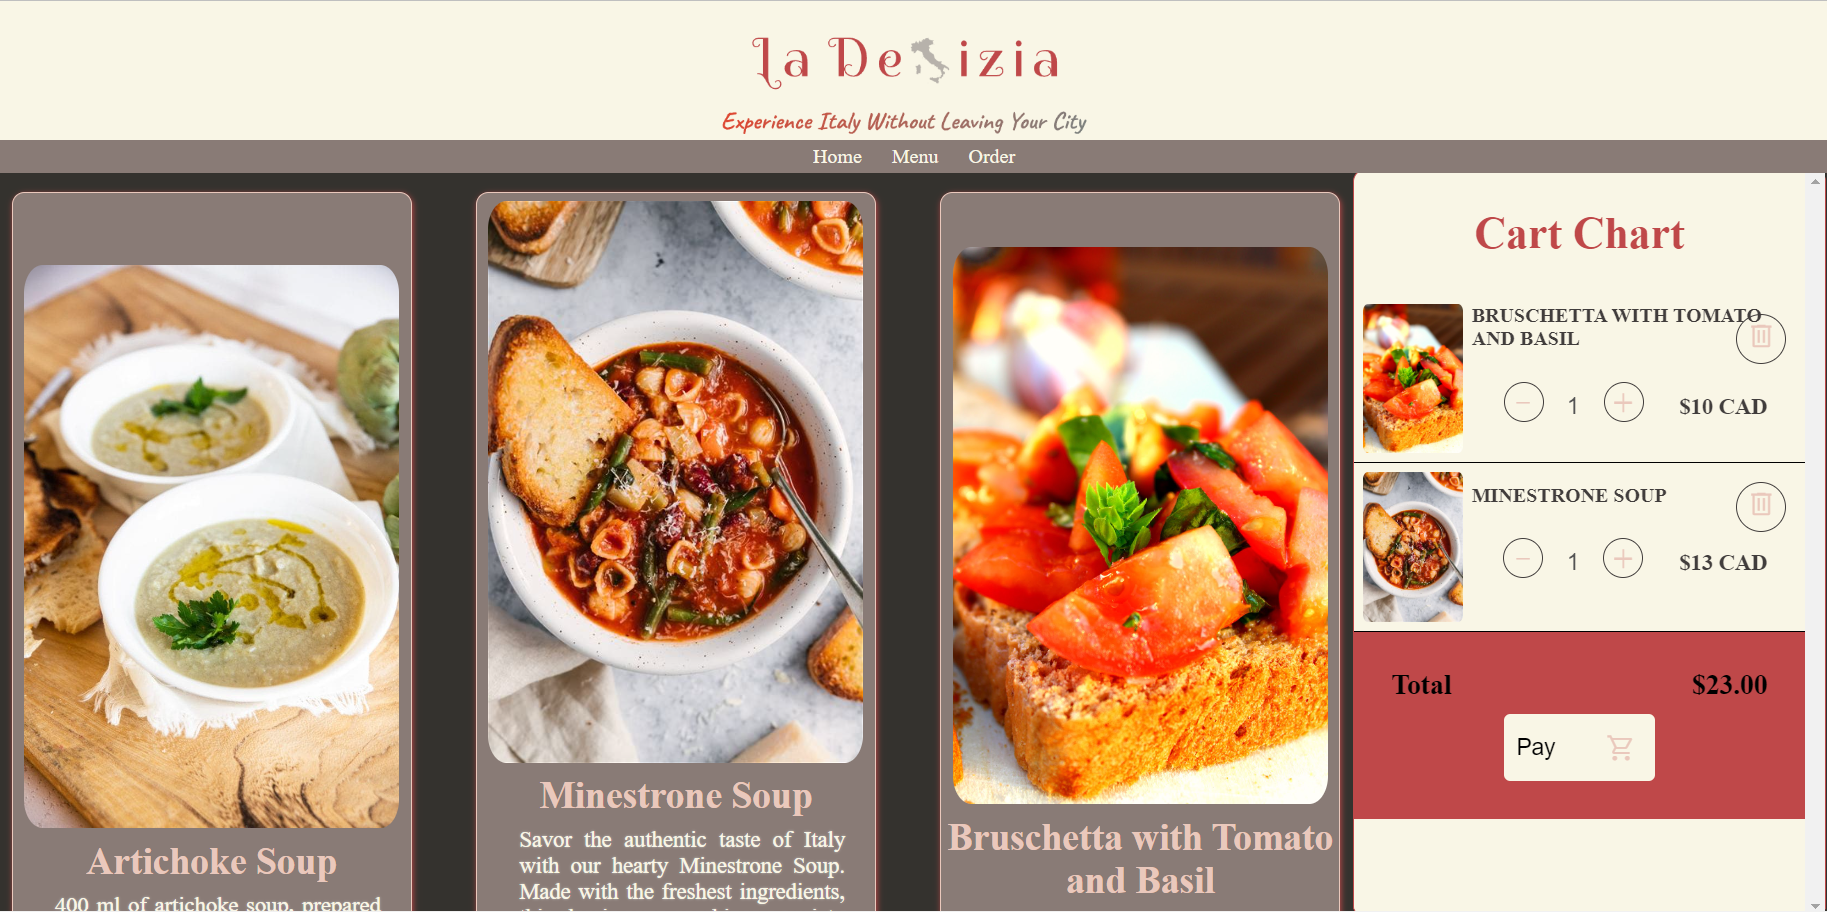 La Delizia
Experience Italy Without Leaving Your City
Home Menu Order
Artichoke Soup
400 ml of artichoke soup, prepared
Minestrone Soup
Savor the authentic taste of Italy
with our hearty Minestrone Soup.
Made with the freshest ingredients,
Bruschetta with Tomato
and Basil
Cart Chart
BRUSCHETTA WITH TOMATO
AND BASIL
1 $10 CAD
MINESTRONE SOUP
1 $13 CAD
Total $23.00
Pay